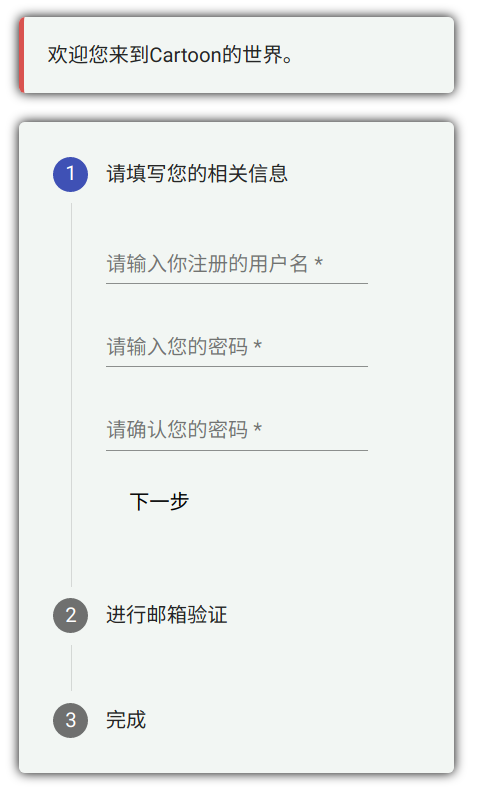 欢迎您来到Cartoon的世界。
1 请填写您的相关信息
请输入你注册的用户名 *
请输入您的密码 *
请确认您的密码 *
下一步
2 进行邮箱验证
3 完成